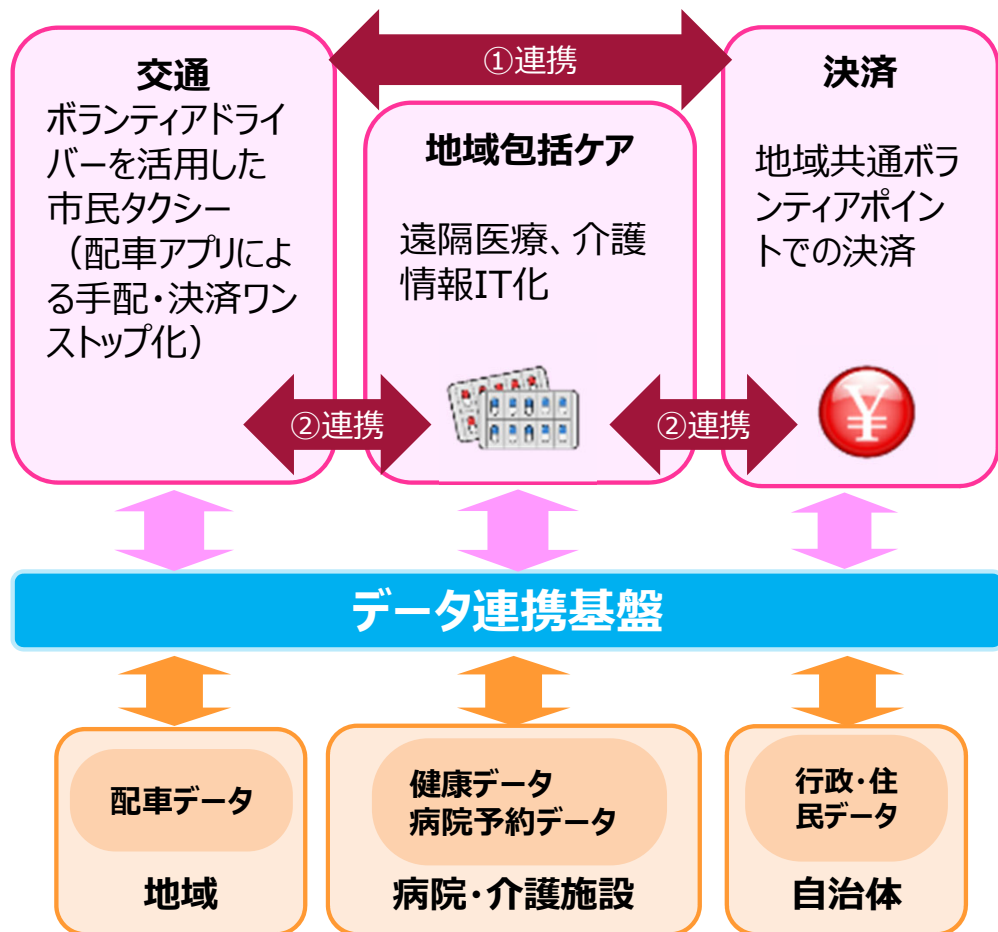 ①連携
交通
ボランティアドライ
バーを活用した
市民タクシー
（配車アプリによ
る手配・決済ワン
ストップ化）
地域包括ケア
遠隔医療、介護
情報IT化
決済
地域共通ボラ
ンティアポイン
トでの決済
¥
②連携
②連携
データ連携基盤
配車データ
地域
健康データ
病院予約データ
病院・介護施設
行政・住
民データ
自治体